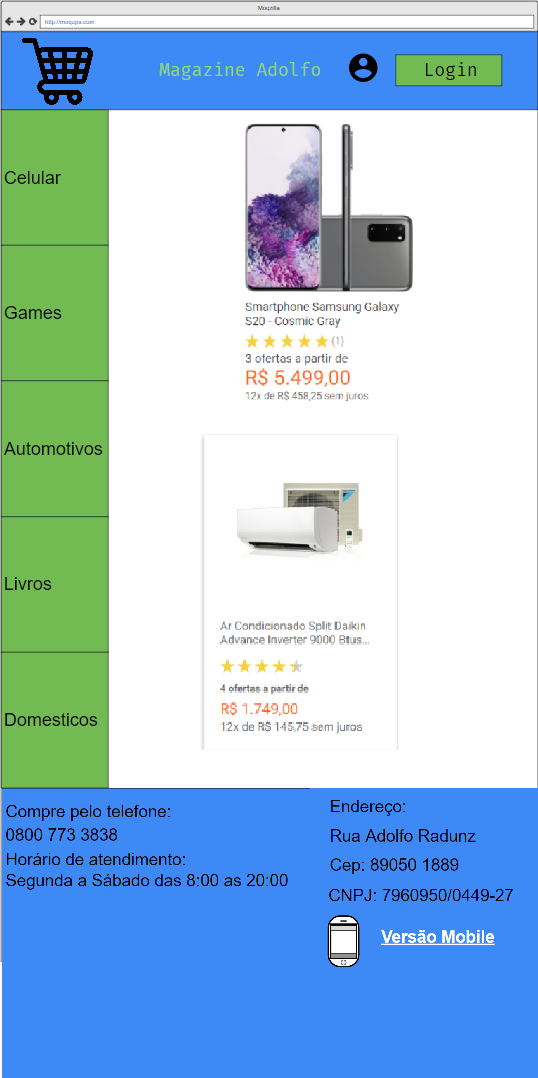 Moqzilla
http://moqups.com
Magazine Adolfo
Login
Celular
Games
Automotivos
Livros
Domesticos
Smartphone Samsung Galaxy
S20 - Cosmic Gray
(1)
3 ofertas a partir de
R$ 5.499,00
12x de R$ 458,25 sem juros
Ar Condicionado Split Daikin
Advance Inverter 9000 Btus...
4 ofertas a partir de
R$ 1.749,00
12x de R$ 145,75 sem juros
Compre pelo telefone:
0800 773 3838
Horário de atendimento:
Segunda a Sábado das 8:00 as 20:00
Endereço:
Rua Adolfo Radunz
Cep: 89050 1889
CNPJ: 7960950/0449-27
Versão Mobile